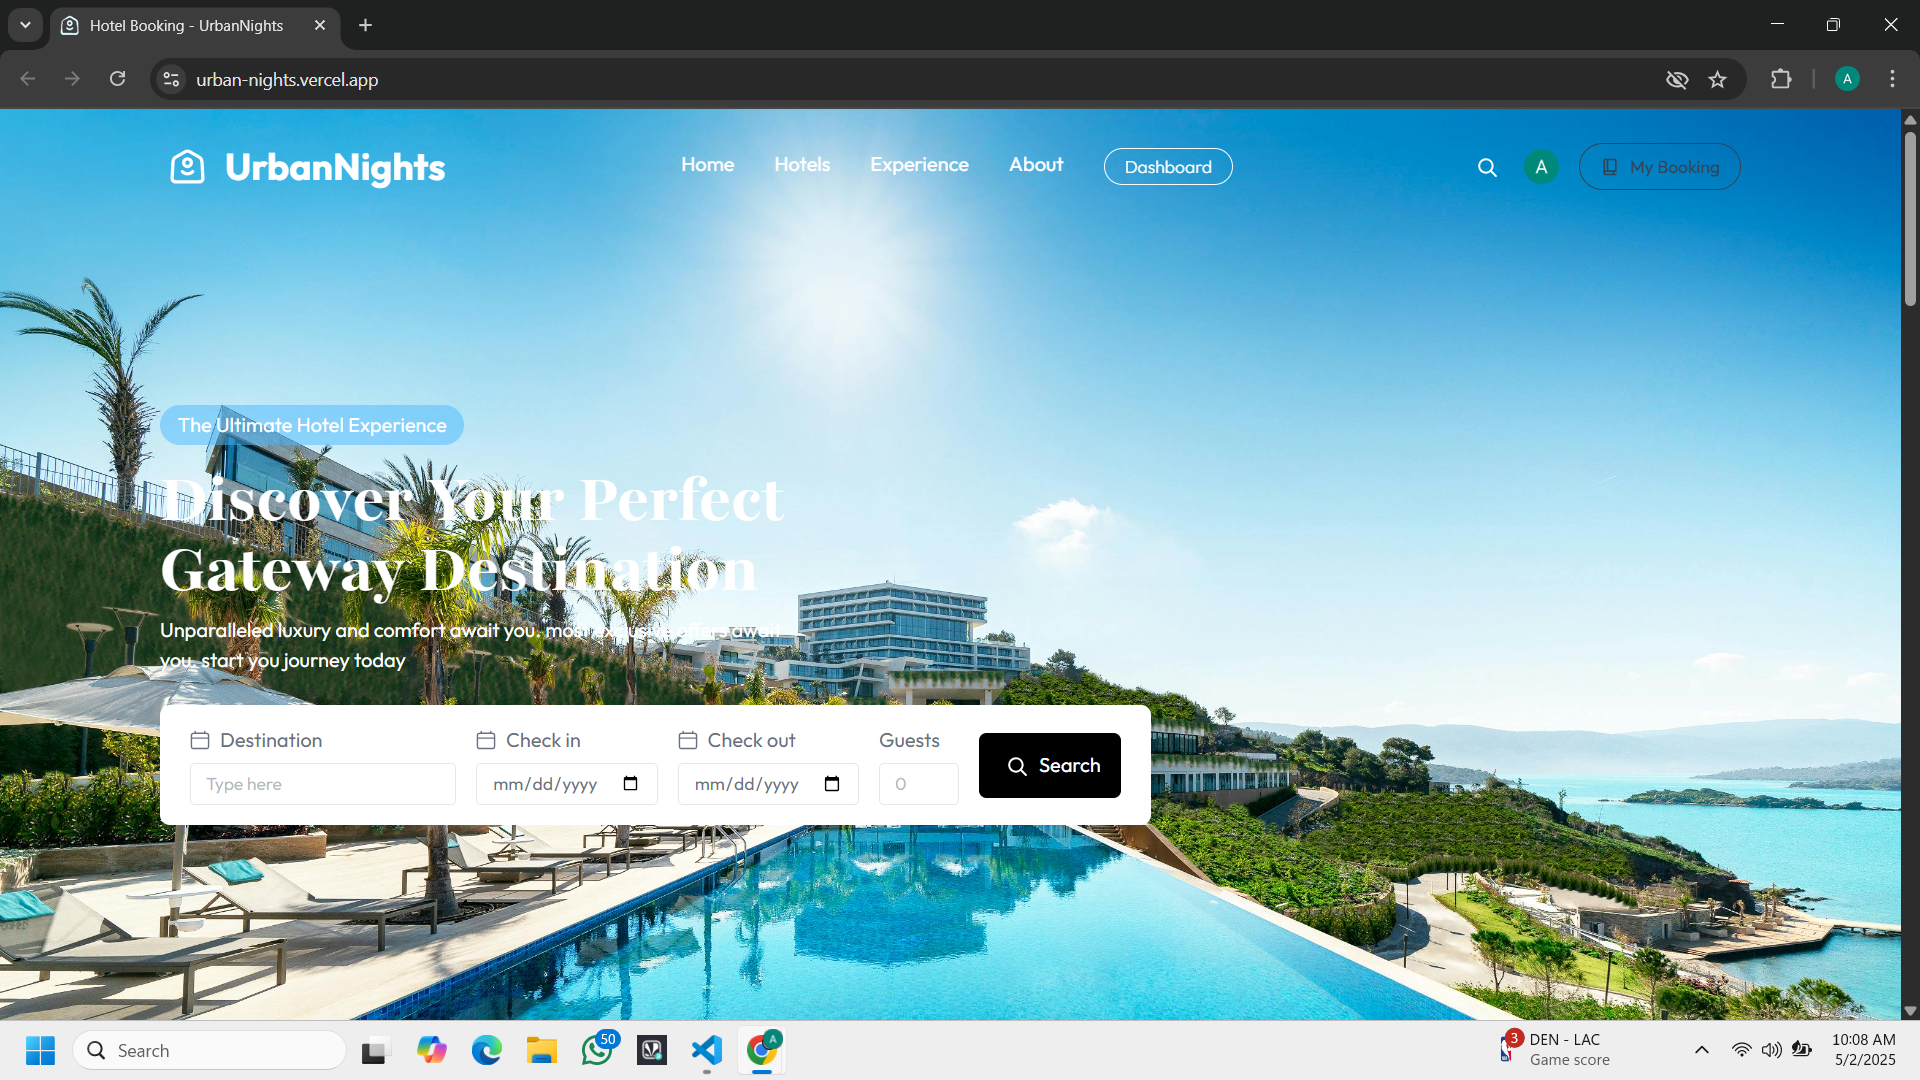 Hotel Booking - UrbanNights
urban-nights.vercel.app
A
UrbanNights
Home
Hotels
Experience
About
Dashboard
A
My Booking
The Ultimate Hotel Experience
Discover Your Perfect
Gateway Destination
Unparalleled luxury and comfort await you. most exclusive offers await
you. start you journey today
Destination
Check in
Check out
Guests
Type here
mm/dd/yyyy
mm/dd/yyyy
0
Search
Search
50
A
3
DEN - LAC
Game score
10:08 AM
5/2/2025